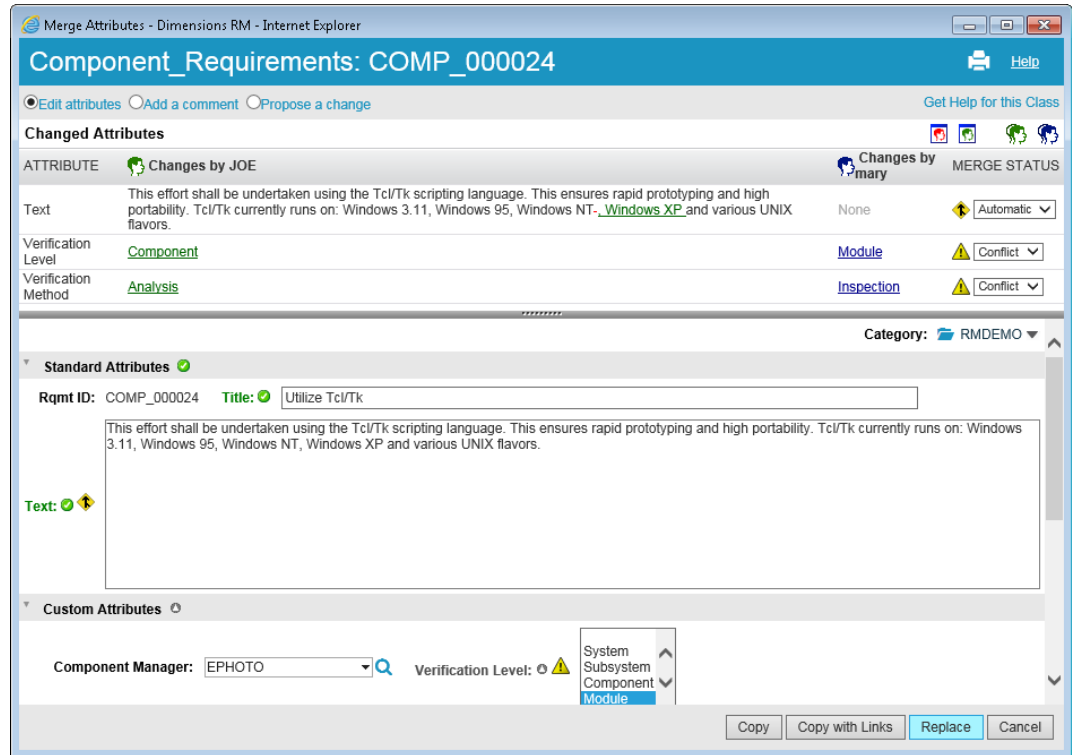 Merge Attributes - Dimensions RM - Internet Explorer
Component_Requirements: COMP_000024
Help
Edit attributes Add a comment Propose a change
Get Help for this Class
Changed Attributes
ATTRIBUTE Changes by JOE Changes by mary MERGE STATUS
Text
This effort shall be undertaken using the Tcl/Tk scripting language. This ensures rapid prototyping and high
portability. Tcl/Tk currently runs on: Windows 3.11, Windows 95, Windows NT-, Windows XP and various UNIX
flavors.
None Automatic
Verification
Level
Component Module Conflict
Verification
Method
Analysis Inspection Conflict
Category: RMDEMO
Standard Attributes
Rqmt ID: COMP_000024 Title: Utilize Tcl/Tk
Text:
This effort shall be undertaken using the Tcl/Tk scripting language. This ensures rapid prototyping and high portability. Tcl/Tk currently runs on: Windows
3.11, Windows 95, Windows NT, Windows XP and various UNIX flavors.
Custom Attributes
Component Manager: EPHOTO Verification Level:
System
Subsystem
Component
Module
Copy Copy with Links Replace Cancel